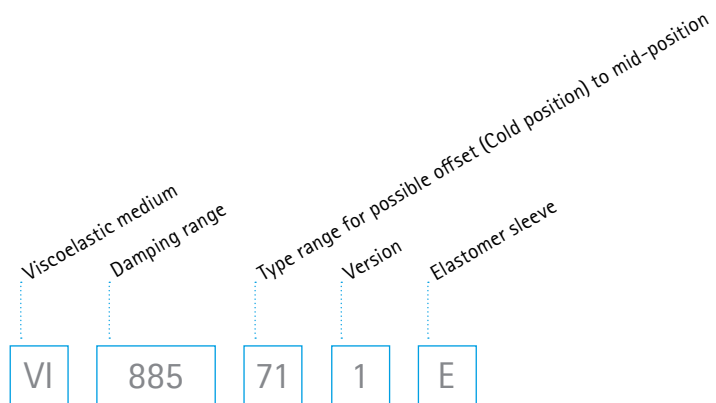 Viscoelastic medium
Damping range
Type range for possible offset (Cold position) to mid-position
Version
Elastomer sleeve
VI
885
71
1
E